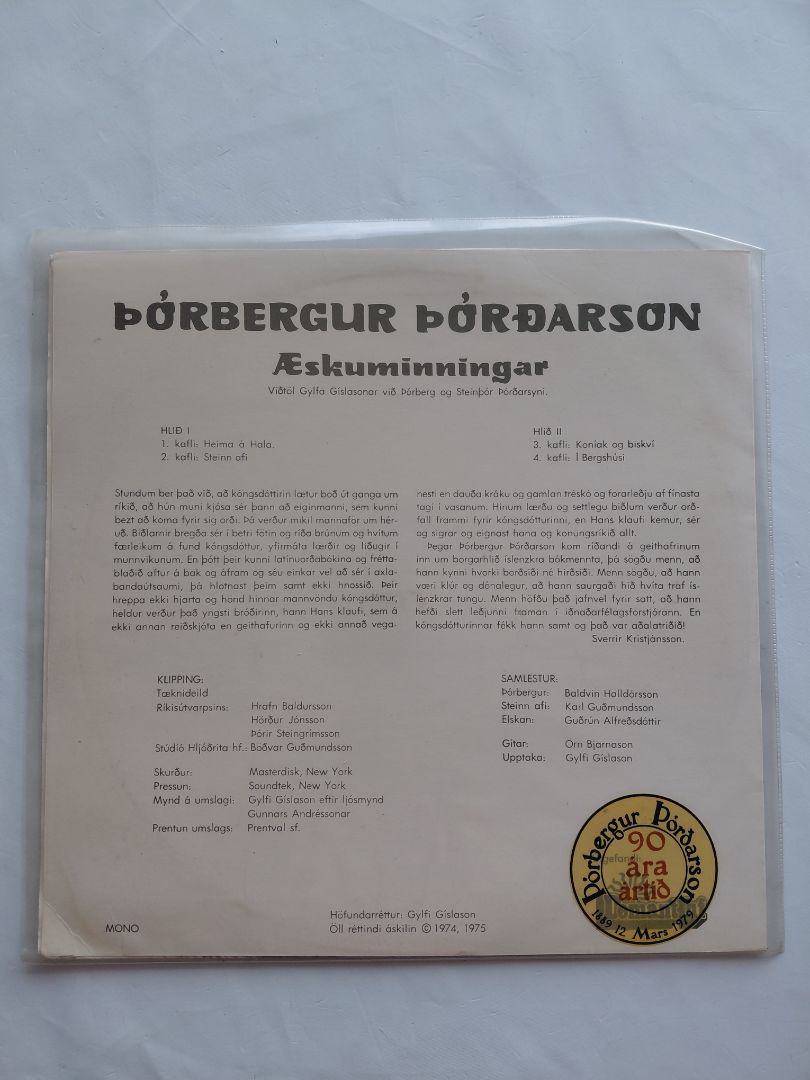 ÞÓRBERGUR ÞÓRÐARSON
Æskuminningar
Viðtöl Gylfa Gíslasonar við Þórberg og Steinþór Þórðarsyni.
HLIÐ I
1. kafli: Heima á Hala.
2. kafli: Steinn afi
Hlið II
3. kafli: Koníak og biskví
4. kafli: Í Bergshúsi
Stundum ber það við, að kóngsdóttirin lætur boð út ganga um
ríkið, að hún muni kjósa sér þann að eiginmanni, sem kunni
bezt að koma fyrir sig orði. Þá verður mikil mannaför um hér-
uð. Biðlarnir bregða sér í betri fötin og ríða brúnum og hvítum
færleikum á fund kóngsdóttur, yfirmáta lærðir og liðugir í
munnvikunum. En þótt þeir kunni latínuorðabókina og frétta-
blaðið aftur á bak og áfram og séu einkar vel að sér í axla-
bandaútsaumi, þá hlotnast þeim samt ekki hnossið. Þeir
hreppa ekki hjarta og hönd hinnar mannvöndu kóngsdóttur,
heldur verður það yngsti bróðirinn, hann Hans klaufi, sem á
ekki annan reiðskjóta en geithafurinn og ekki annað vega-
nesti en dauða kráku og gamlan tréskó og forarleðju af fínasta
tagi í vasanum. Hinum lærðu og settlegu biðlum verður orð-
fall frammi fyrir kóngsdótturinni, en Hans klaufi kemur, sér
og sigrar og eignast hana og konungsríkið allt.
Þegar Þórbergur Þórðarson kom ríðandi á geithafrinum
inn um borgarhlið íslenzkra bókmennta, þá sögðu menn, að
hann kynni hvorki borðsiði né hirðsiði. Menn sögðu, að hann
væri klúr og dónalegur, að hann saurgaði hið hvíta traf ís-
lenzkrar tungu. Menn höfðu það jafnvel fyrir satt, að hann
hefði slett leðjunni framan í iðnaðarfélagsforstjórann. En
kóngsdótturinnar fékk hann samt og það var aðalatriðið!
Sverrir Kristjánsson.
KLIPPING:
Tæknideild
Ríkisútvarpsins: Hrafn Baldursson
Hörður Jónsson
Þórir Steingrímsson
Stúdíó Hljóðrita hf.: Böðvar Guðmundsson
Skurður: Masterdisk, New York
Pressun: Soundtek, New York
Mynd á umslagi: Gylfi Gíslason eftir ljósmynd
Gunnars Andréssonar
Prentun umslags: Prentval sf.
SAMLESTUR:
Þórbergur: Baldvin Halldórsson
Steinn afi: Karl Guðmundsson
Elskan: Guðrún Alfreðsdóttir
Gítar: Örn Bjarnason
Upptaka: Gylfi Gíslason
Þórbergur Þórðarson
90
ára
ártíð
1889 12 Mars 1979
MONO
Höfundarréttur: Gylfi Gíslason
Öll réttindi áskilin © 1974, 1975